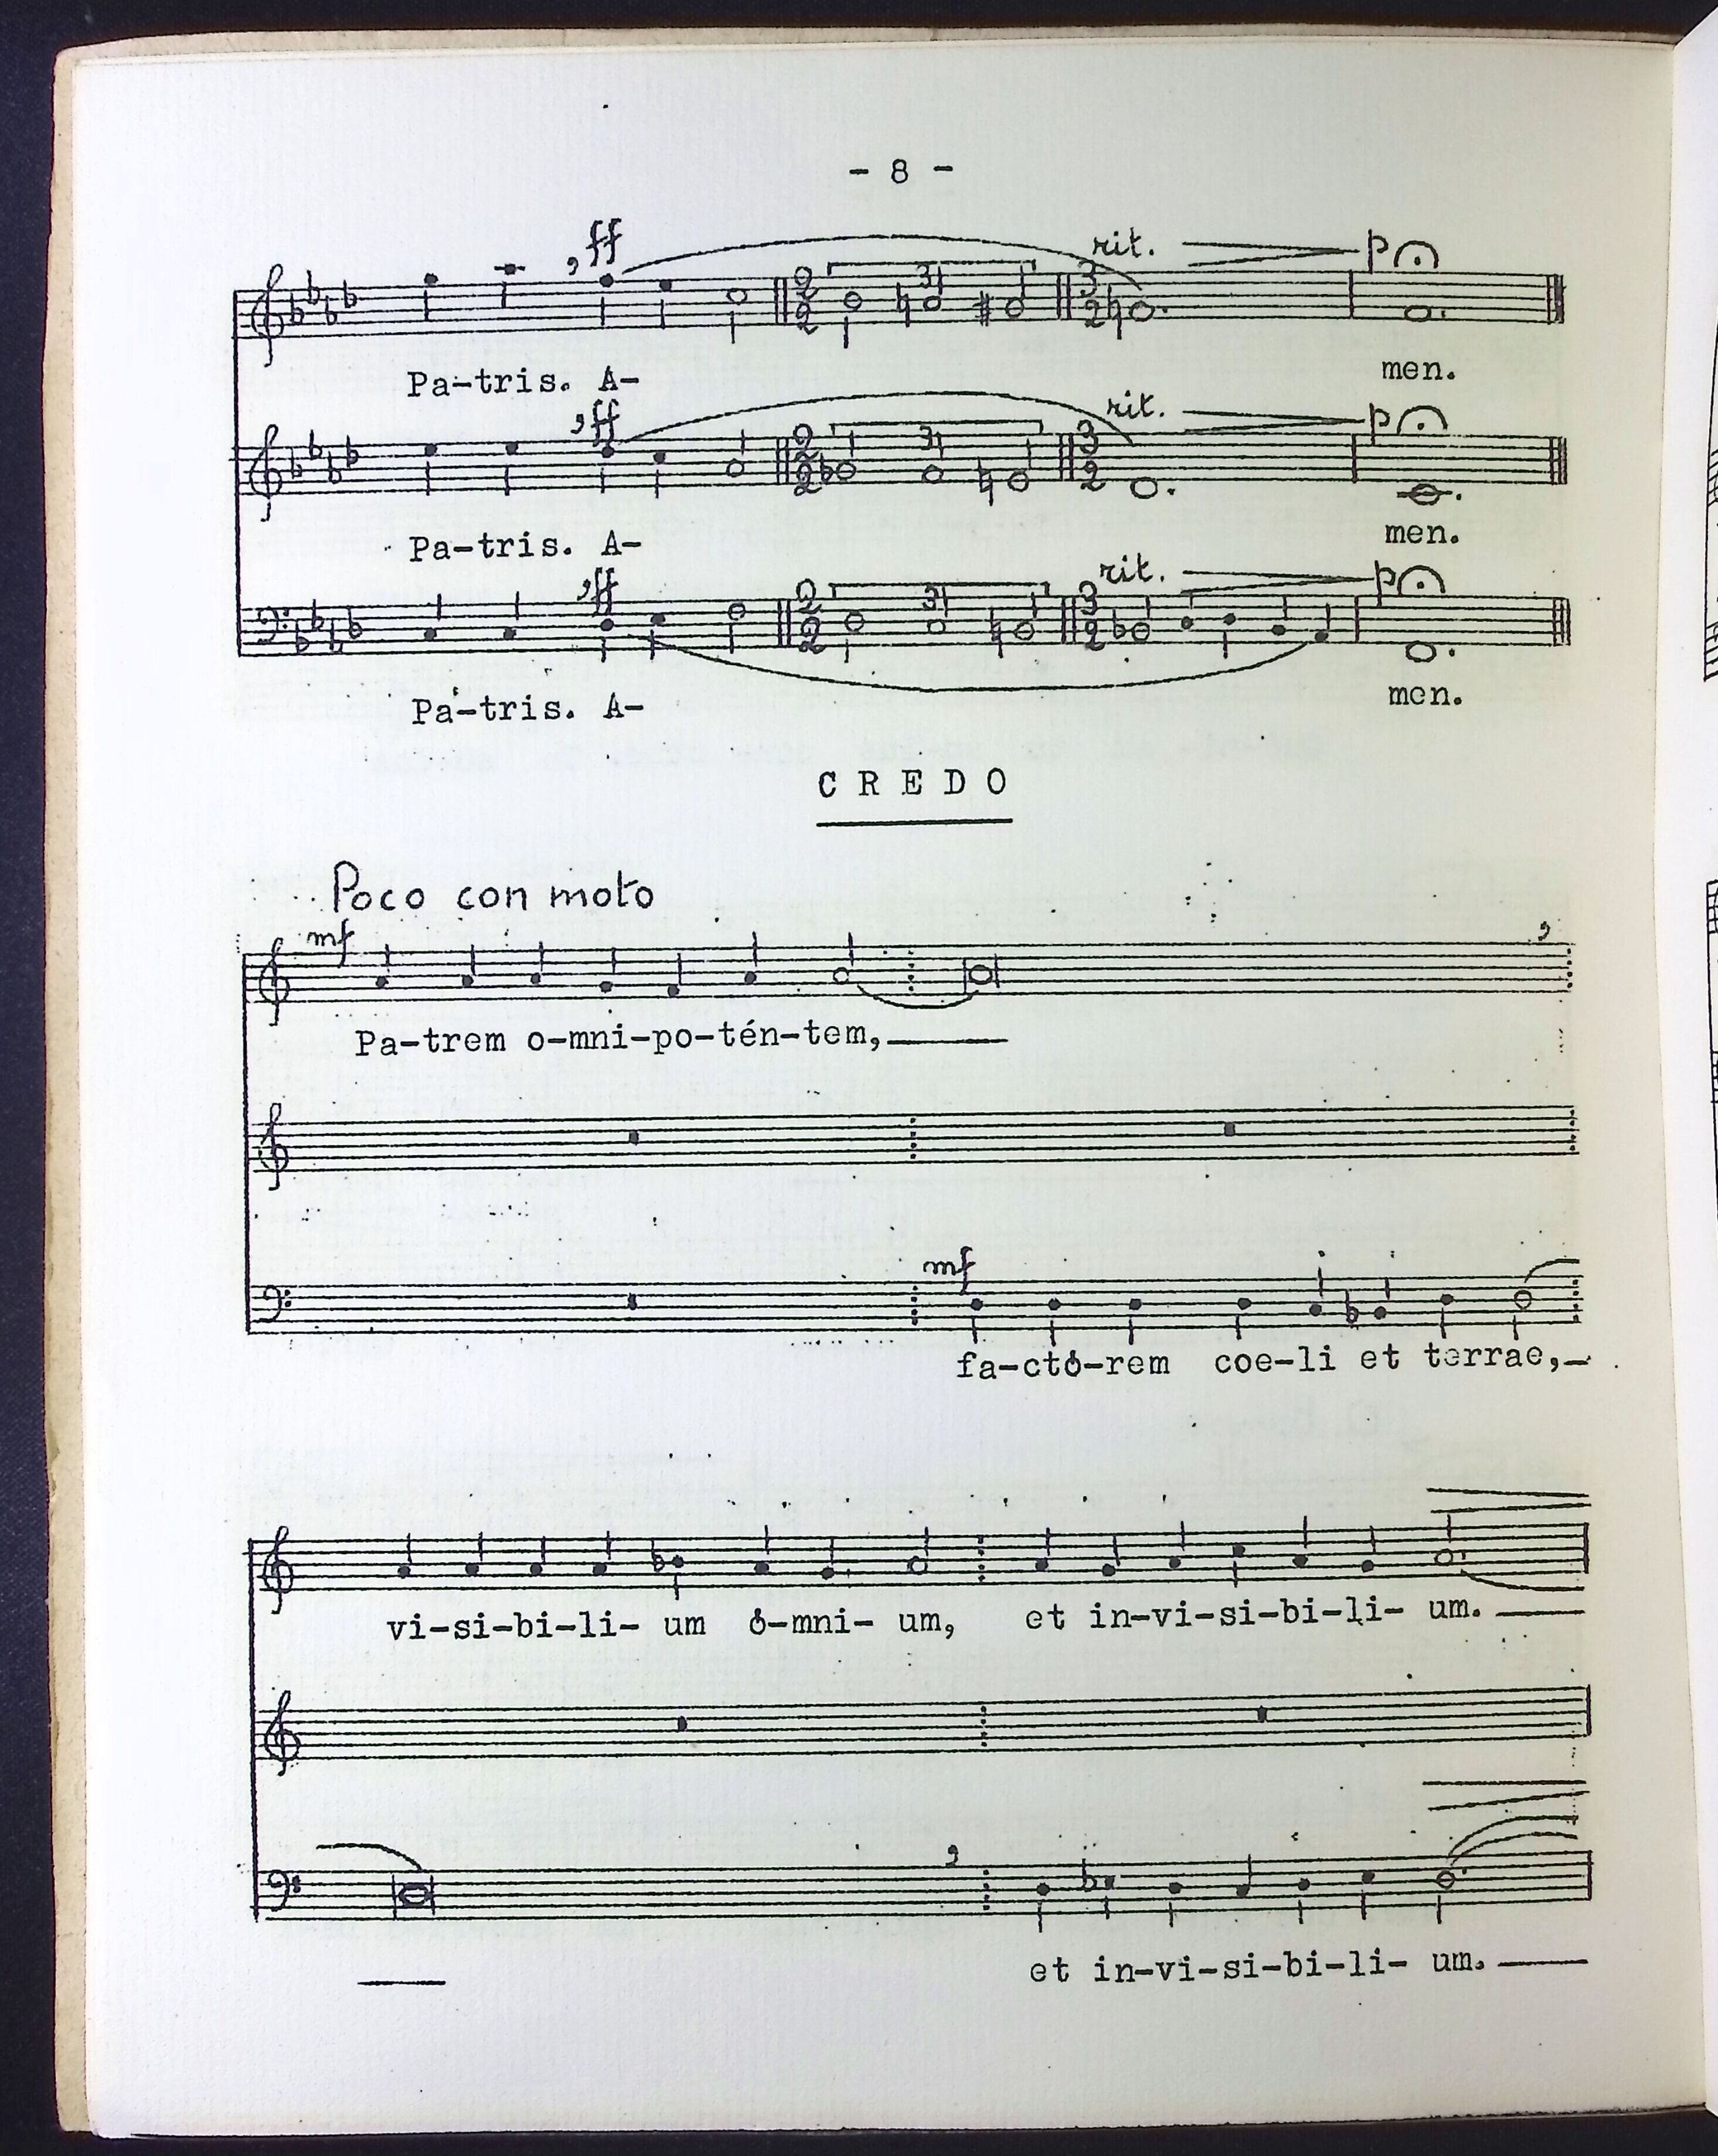 - 8 -
ff rit. p
Pa-tris. A- men.
ff rit. p
Pa-tris. A- men.
ff rit. p
Pa-tris. A- men.
CREDO
Poco con moto
mf
Pa-trem o-mni-po-tén-tem,
mf
fa-ctó-rem coe-li et terrae,
vi-si-bi-li- um ó-mni- um, et in-vi-si-bi-li- um.
et in-vi-si-bi-li- um.